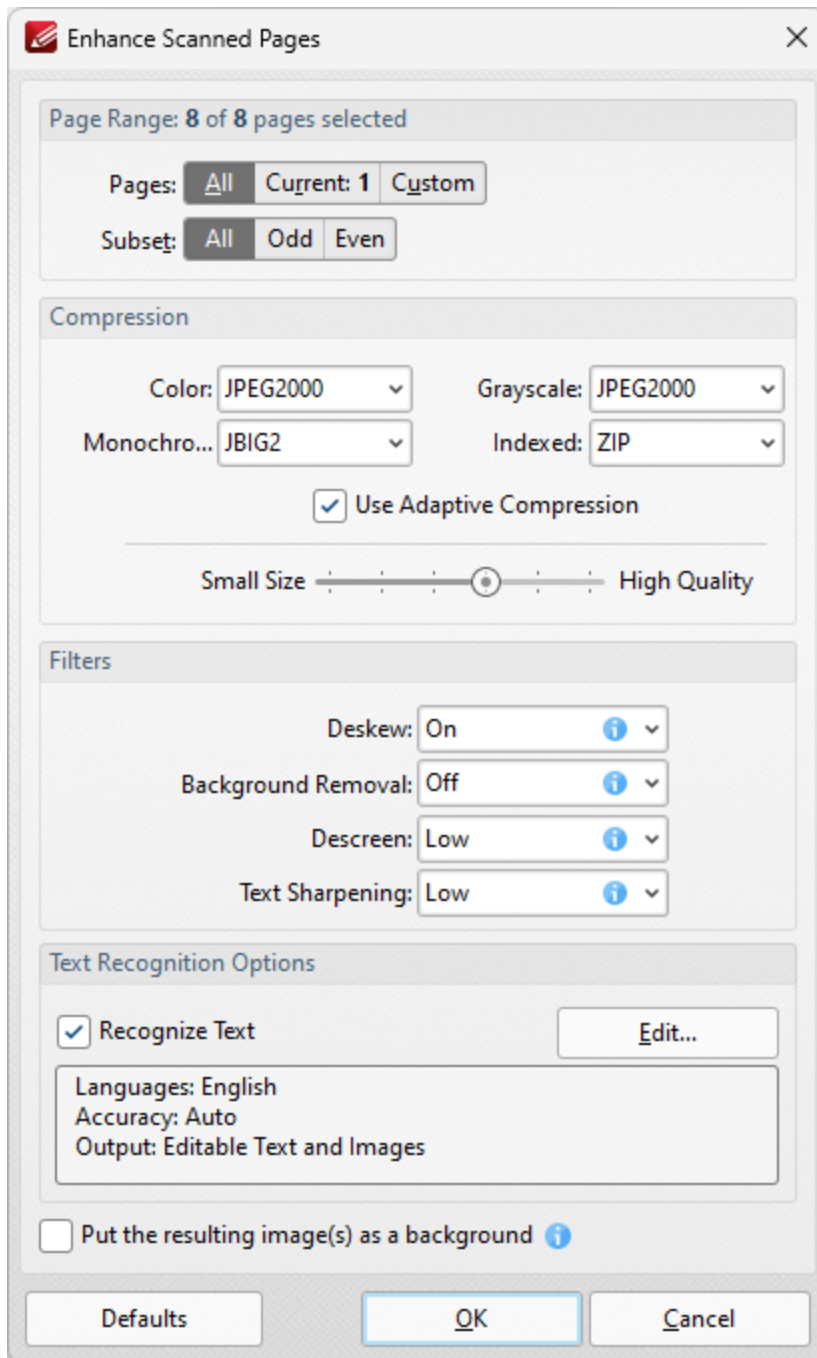 Enhance Scanned Pages
Page Range: 8 of 8 pages selected
Pages: All Current: 1 Custom
Subset: All Odd Even
Compression
Color: JPEG2000 Grayscale: JPEG2000
Monochro... JBIG2 Indexed: ZIP
Use Adaptive Compression
Small Size High Quality
Filters
Deskew: On
Background Removal: Off
Descreen: Low
Text Sharpening: Low
Text Recognition Options
Recognize Text Edit...
Languages: English
Accuracy: Auto
Output: Editable Text and Images
Put the resulting image(s) as a background
Defaults OK Cancel